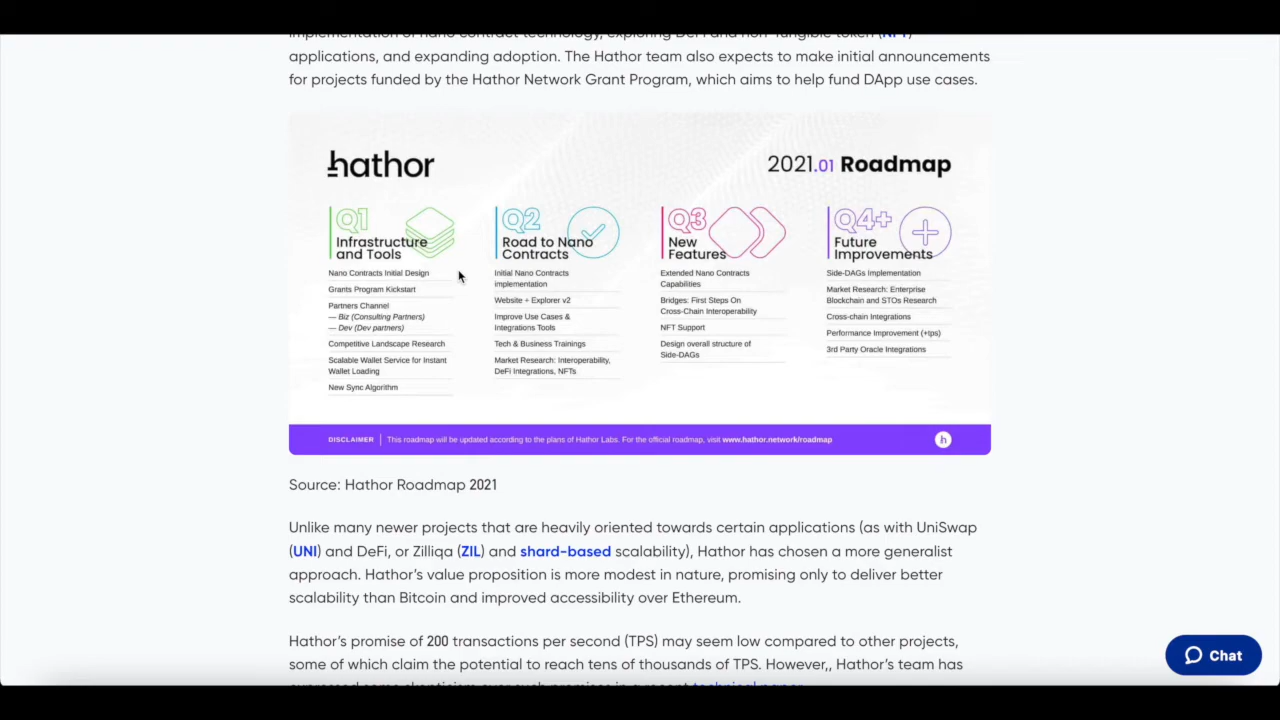 implementation of nano contract technology, exploring DeFi and non-fungible token (NFT)
applications, and expanding adoption. The Hathor team also expects to make initial announcements
for projects funded by the Hathor Network Grant Program, which aims to help fund DApp use cases.
hathor
2021.01 Roadmap
Q1
Infrastructure
and Tools
Nano Contracts Initial Design
Grants Program Kickstart
Partners Channel
— Biz (Consulting Partners)
— Dev (Dev partners)
Competitive Landscape Research
Scalable Wallet Service for Instant
Wallet Loading
New Sync Algorithm
Q2
Road to Nano
Contracts
Initial Nano Contracts
implementation
Website + Explorer v2
Improve Use Cases &
Integrations Tools
Tech & Business Trainings
Market Research: Interoperability,
DeFi Integrations, NFTs
Q3
New
Features
Extended Nano Contracts
Capabilities
Bridges: First Steps On
Cross-Chain Interoperability
NFT Support
Design overall structure of
Side-DAGs
Q4+
Future
Improvements
Side-DAGs Implementation
Market Research: Enterprise
Blockchain and STOs Research
Cross-chain Integrations
Performance Improvement (+tps)
3rd Party Oracle Integrations
DISCLAIMER | This roadmap will be updated according to the plans of Hathor Labs. For the official roadmap, visit www.hathor.network/roadmap
h
Source: Hathor Roadmap 2021
Unlike many newer projects that are heavily oriented towards certain applications (as with UniSwap
(UNI) and DeFi, or Zilliqa (ZIL) and shard-based scalability), Hathor has chosen a more generalist
approach. Hathor's value proposition is more modest in nature, promising only to deliver better
scalability than Bitcoin and improved accessibility over Ethereum.
Hathor's promise of 200 transactions per second (TPS) may seem low compared to other projects,
some of which claim the potential to reach tens of thousands of TPS. However,, Hathor's team has
expressed some skepticism over such promises in a recent technical paper.
Chat